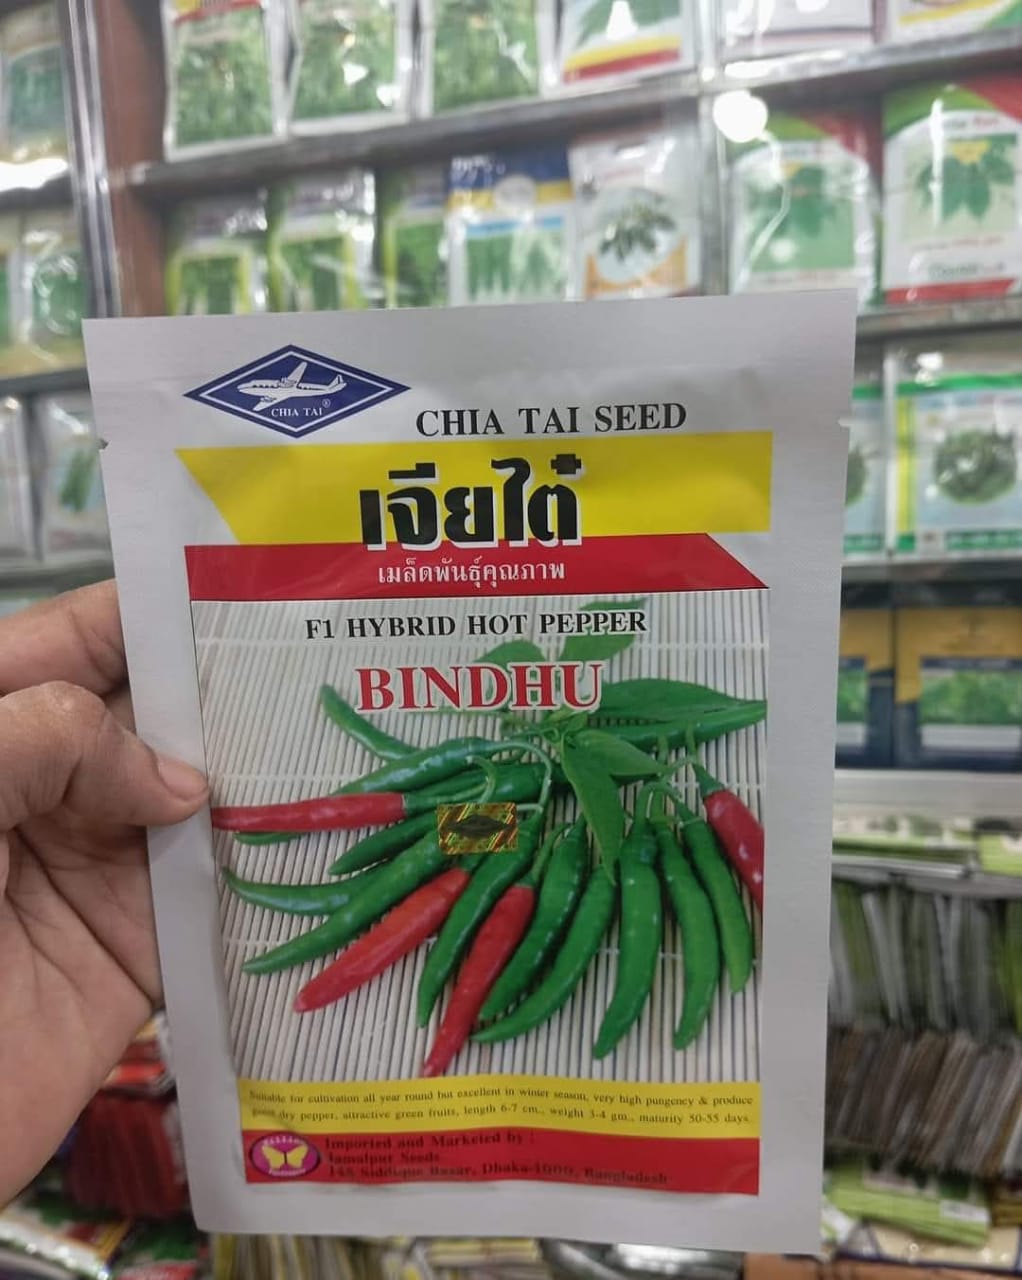 CHIA TAI®
CHIA TAI SEED
เจียไต๋
เมล็ดพันธุ์คุณภาพ
F1 HYBRID HOT PEPPER
BINDHU
Suitable for cultivation all year round but excellent in winter season, very high pungency & produce
good dry pepper, attractive green fruits, length 6-7 cm., weight 3-4 gm., maturity 50-55 days.
Imported and Marketed by :
Jamalpur Seeds
145 Siddique Bazar, Dhaka-1000, Bangladesh